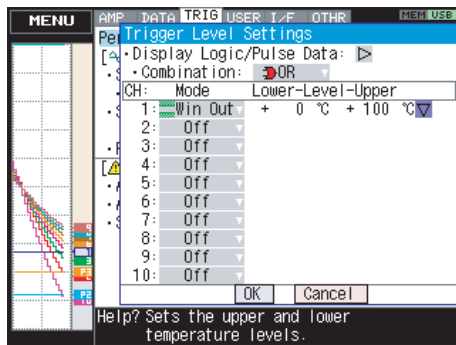 MENU
AMP DATA TRIG USER I/F OTHR MEM USB
Trigger Level Settings
・Display Logic/Pulse Data:
・Combination: OR
CH: Mode Lower-Level-Upper
1: Win Out + 0 ℃ + 100 ℃
2: Off
3: Off
4: Off
5: Off
6: Off
7: Off
8: Off
9: Off
10: Off
OK Cancel
Help? Sets the upper and lower
temperature levels.